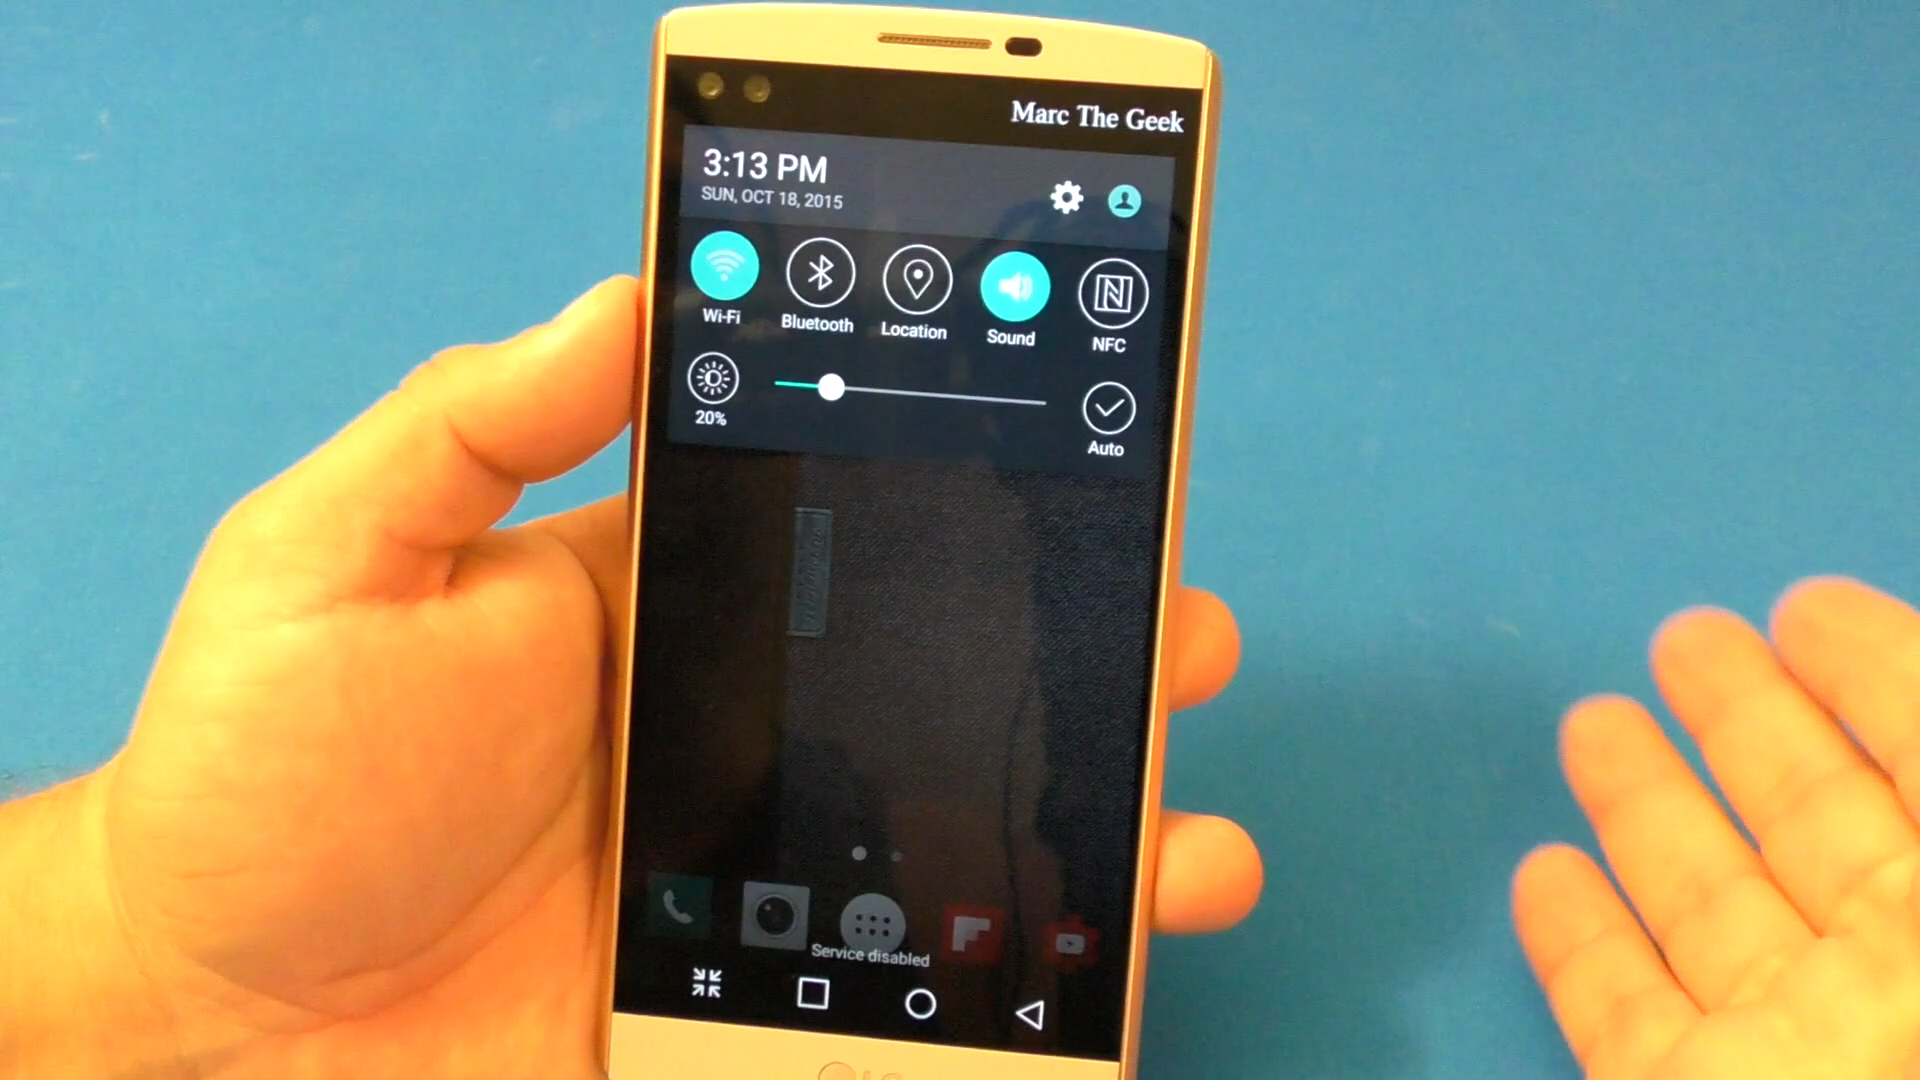 Marc The Geek
3:13 PM
SUN, OCT 18, 2015
Wi-Fi
Bluetooth
Location
Sound
NFC
20%
Auto
Service disabled
LG